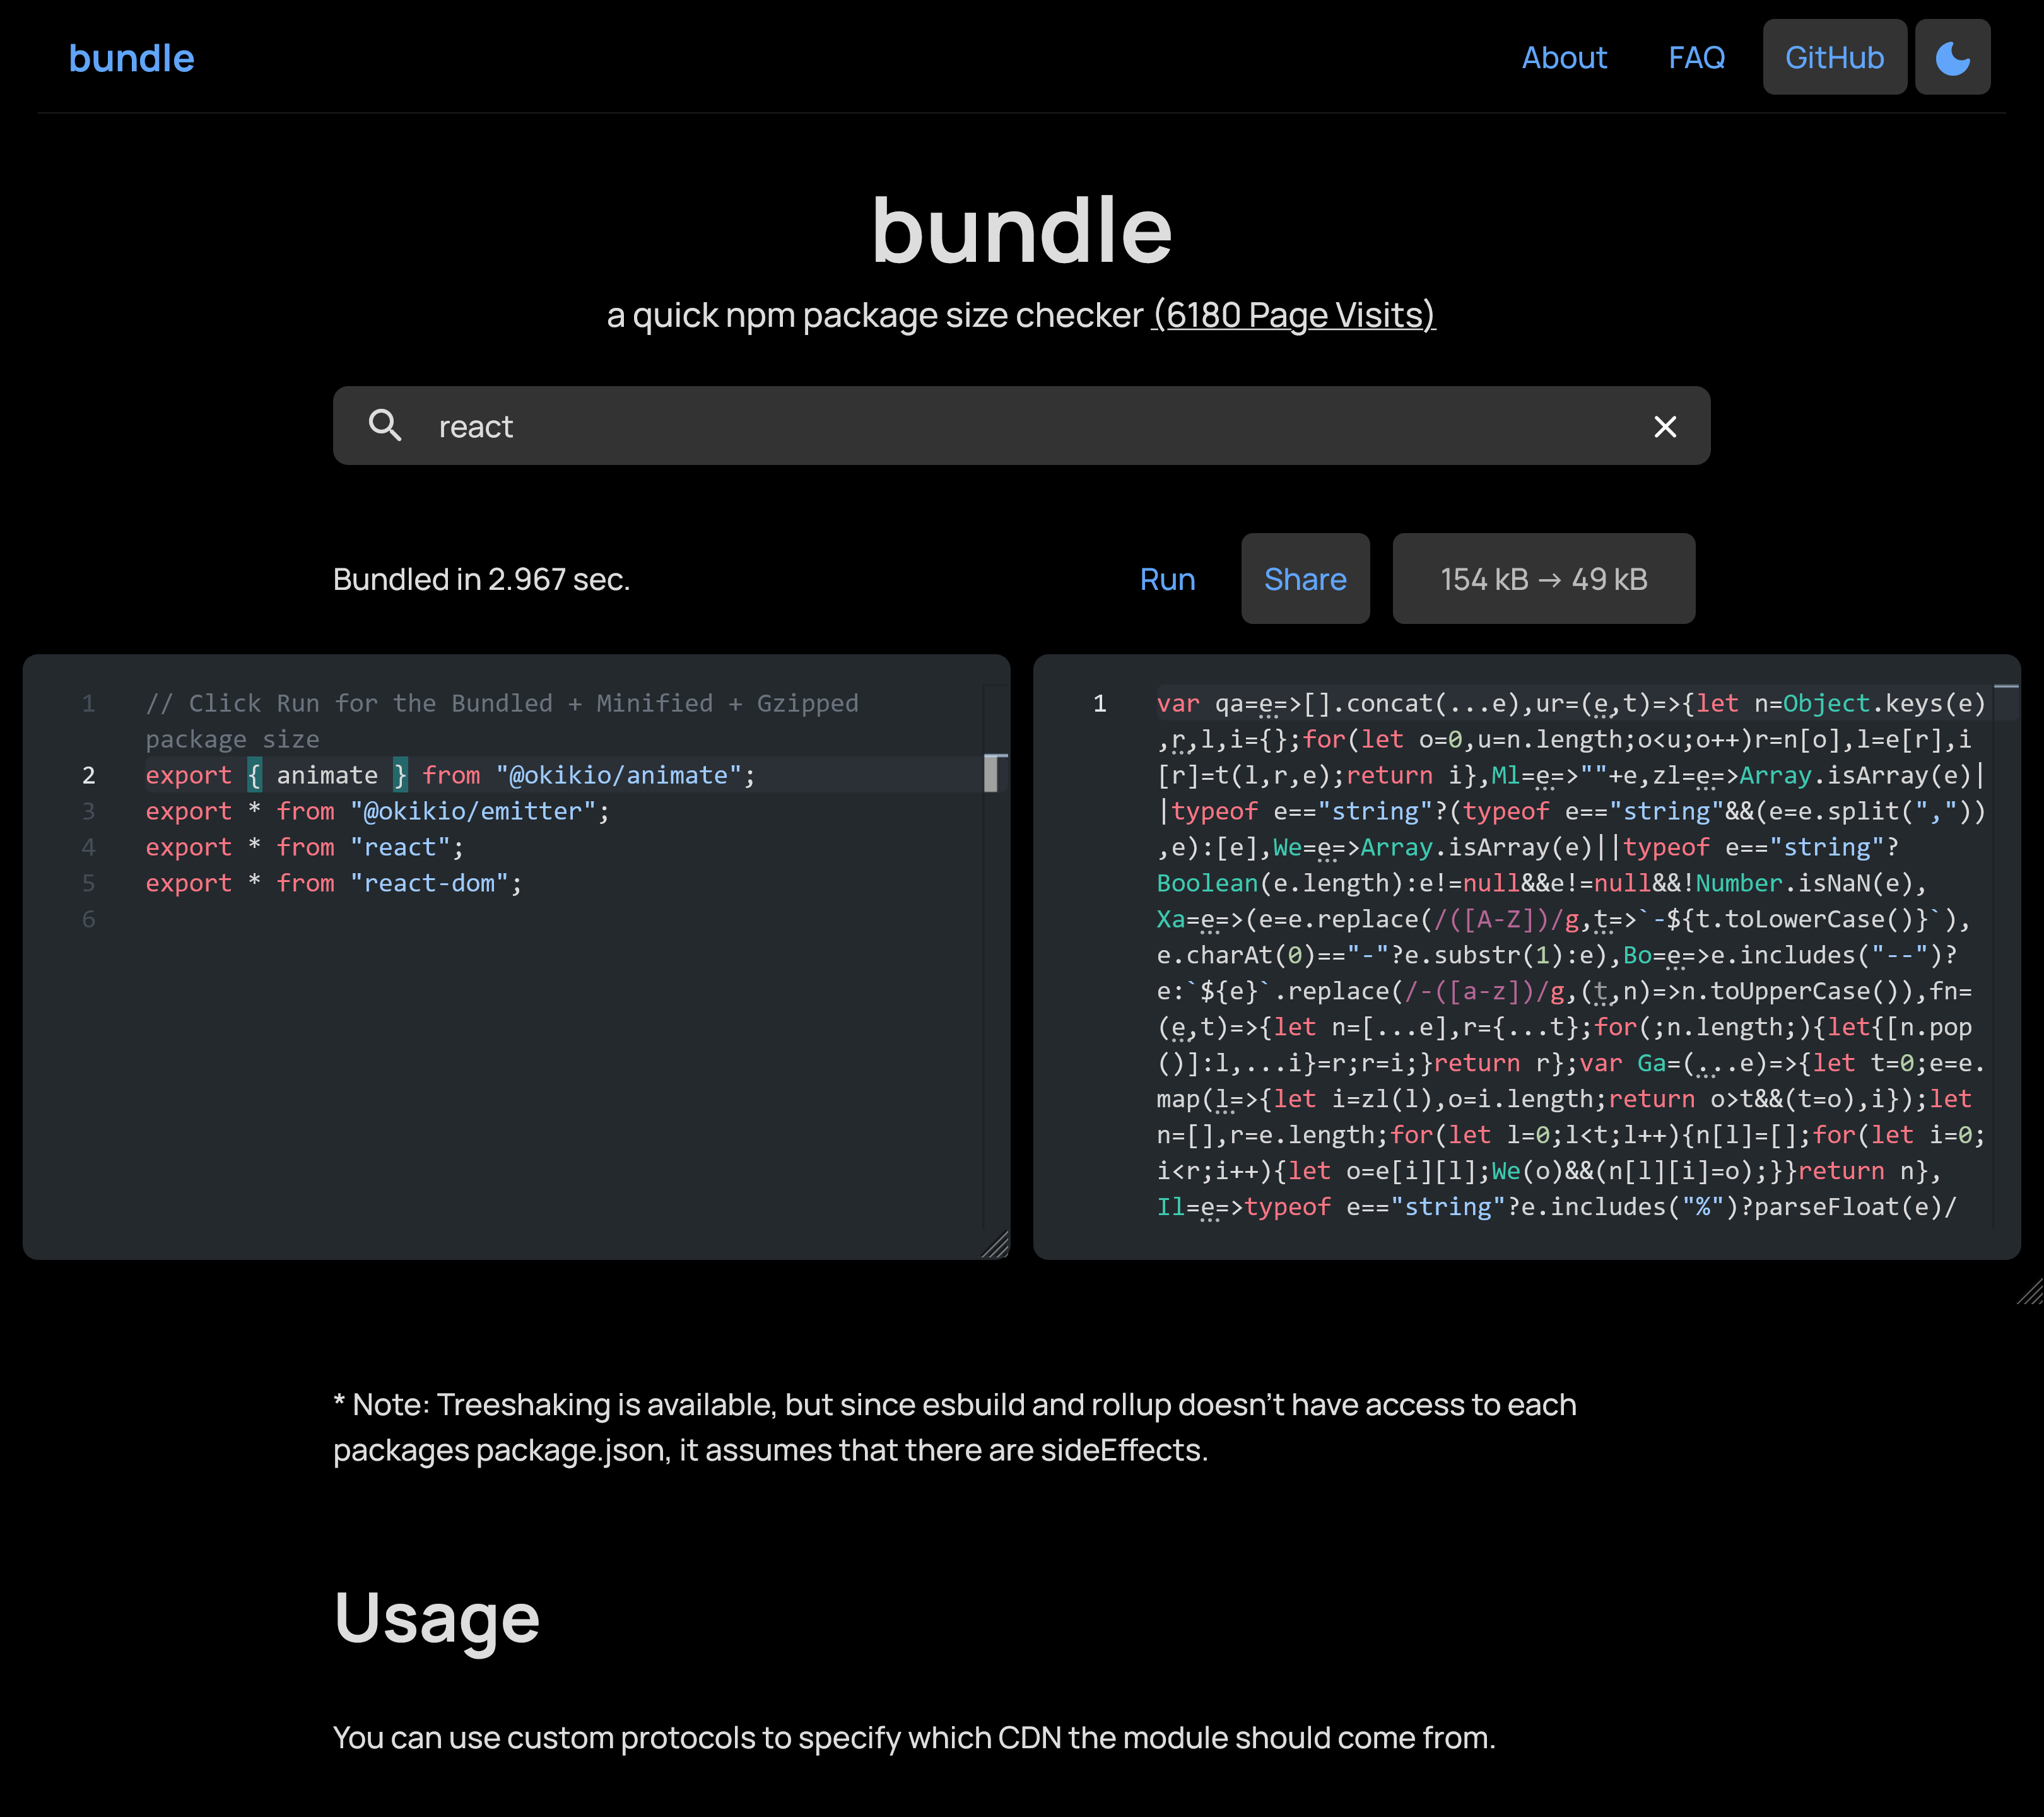 bundle
About FAQ GitHub
bundle
a quick npm package size checker (6180 Page Visits)
react
Bundled in 2.967 sec.
Run Share 154 kB → 49 kB
1 // Click Run for the Bundled + Minified + Gzipped
package size
2 export { animate } from "@okikio/animate";
3 export * from "@okikio/emitter";
4 export * from "react";
5 export * from "react-dom";
6
1 var qa=e=>[].concat(...e),ur=(e,t)=>{let n=Object.keys(e)
,r,l,i={};for(let o=0,u=n.length;o<u;o++)r=n[o],l=e[r],i
[r]=t(l,r,e);return i},Ml=e=>""+e,zl=e=>Array.isArray(e)|
|typeof e=="string"?(typeof e=="string"&&(e=e.split(","))
,e):[e],We=e=>Array.isArray(e)||typeof e=="string"?
Boolean(e.length):e!=null&&e!=null&&!Number.isNaN(e),
Xa=e=>(e=e.replace(/([A-Z])/g,t=>`-${t.toLowerCase()}`),
e.charAt(0)=="-"?e.substr(1):e),Bo=e=>e.includes("--")?
e:`${e}`.replace(/-([a-z])/g,(t,n)=>n.toUpperCase()),fn=
(e,t)=>{let n=[...e],r={...t};for(;n.length;){let{[n.pop
()]:l,...i}=r;r=i;}return r};var Ga=(...e)=>{let t=0;e=e.
map(l=>{let i=zl(l),o=i.length;return o>t&&(t=o),i});let
n=[],r=e.length;for(let l=0;l<t;l++){n[l]=[];for(let i=0;
i<r;i++){let o=e[i][l];We(o)&&(n[l][i]=o);}}return n},
Il=e=>typeof e=="string"?e.includes("%")?parseFloat(e)/
* Note: Treeshaking is available, but since esbuild and rollup doesn't have access to each
packages package.json, it assumes that there are sideEffects.
Usage
You can use custom protocols to specify which CDN the module should come from.